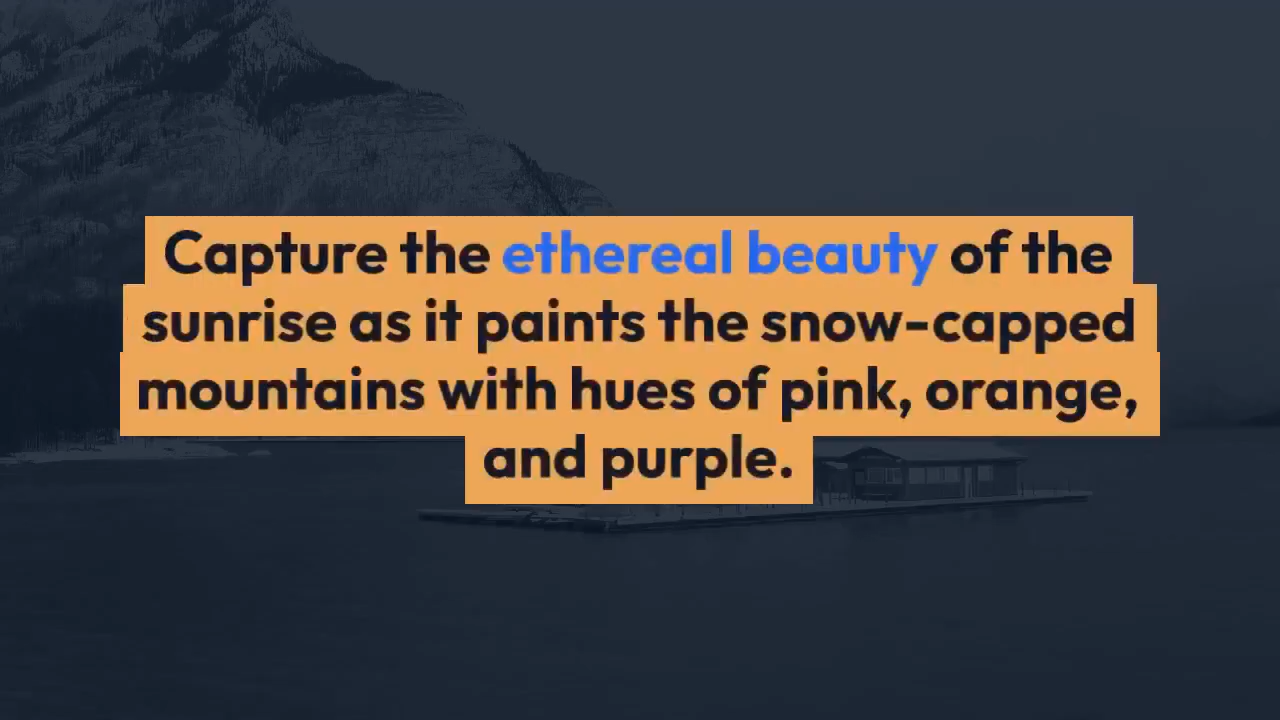 Capture the ethereal beauty of the
sunrise as it paints the snow-capped
mountains with hues of pink, orange,
and purple.